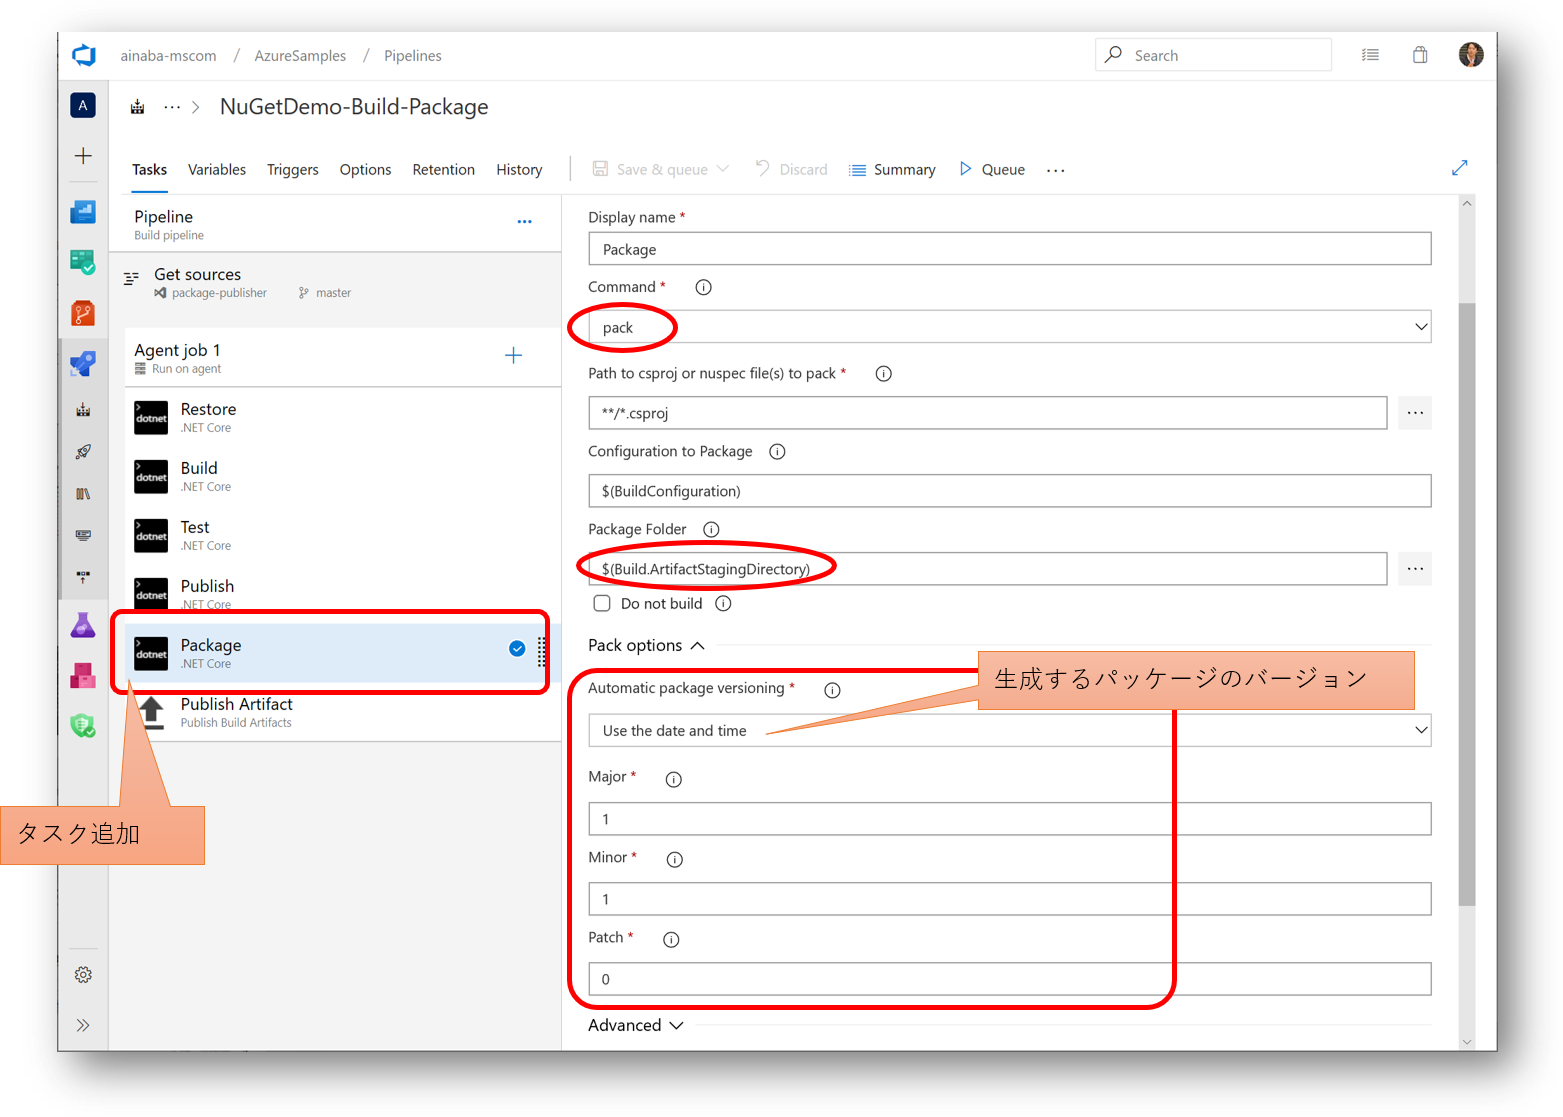 ainaba-mscom / AzureSamples / Pipelines
Search
A
··· > NuGetDemo-Build-Package
Tasks Variables Triggers Options Retention History
Save & queue Discard Summary Queue ···
Pipeline
Build pipeline
Get sources
package-publisher master
Agent job 1
Run on agent
dotnet
Restore
.NET Core
dotnet
Build
.NET Core
dotnet
Test
.NET Core
dotnet
Publish
.NET Core
dotnet
Package
.NET Core
Publish Artifact
Publish Build Artifacts
タスク追加
Display name *
Package
Command *
pack
Path to csproj or nuspec file(s) to pack *
**/*.csproj
Configuration to Package
$(BuildConfiguration)
Package Folder
$(Build.ArtifactStagingDirectory)
Do not build
Pack options
Automatic package versioning *
生成するパッケージのバージョン
Use the date and time
Major *
1
Minor *
1
Patch *
0
Advanced